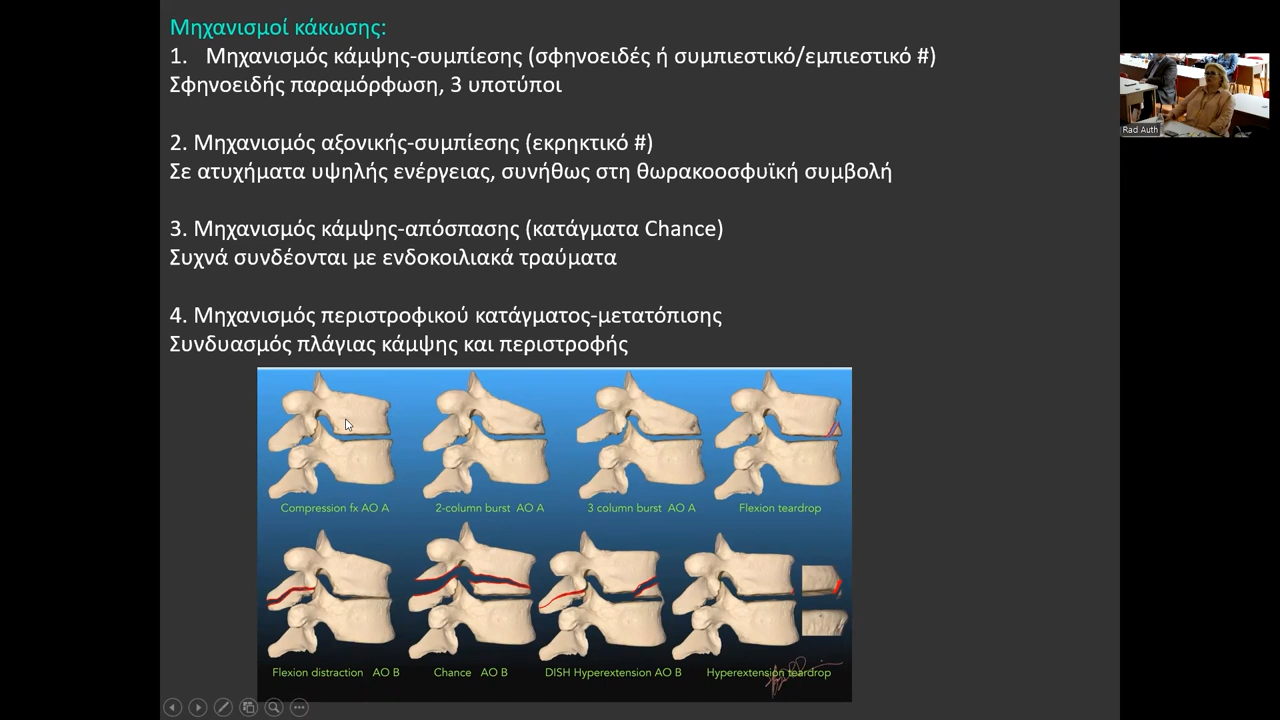 Μηχανισμοί κάκωσης:
1. Μηχανισμός κάμψης-συμπίεσης (σφηνοειδές ή συμπιεστικό/εμπιεστικό #)
Σφηνοειδής παραμόρφωση, 3 υποτύποι
2. Μηχανισμός αξονικής-συμπίεσης (εκρηκτικό #)
Σε ατυχήματα υψηλής ενέργειας, συνήθως στη θωρακοοσφυϊκή συμβολή
3. Μηχανισμός κάμψης-απόσπασης (κατάγματα Chance)
Συχνά συνδέονται με ενδοκοιλιακά τραύματα
4. Μηχανισμός περιστροφικού κατάγματος-μετατόπισης
Συνδυασμός πλάγιας κάμψης και περιστροφής
Rad Auth
Compression fx AO A
2-column burst AO A
3 column burst AO A
Flexion teardrop
Flexion distraction AO B
Chance AO B
DISH Hyperextension AO B
Hyperextension teardrop